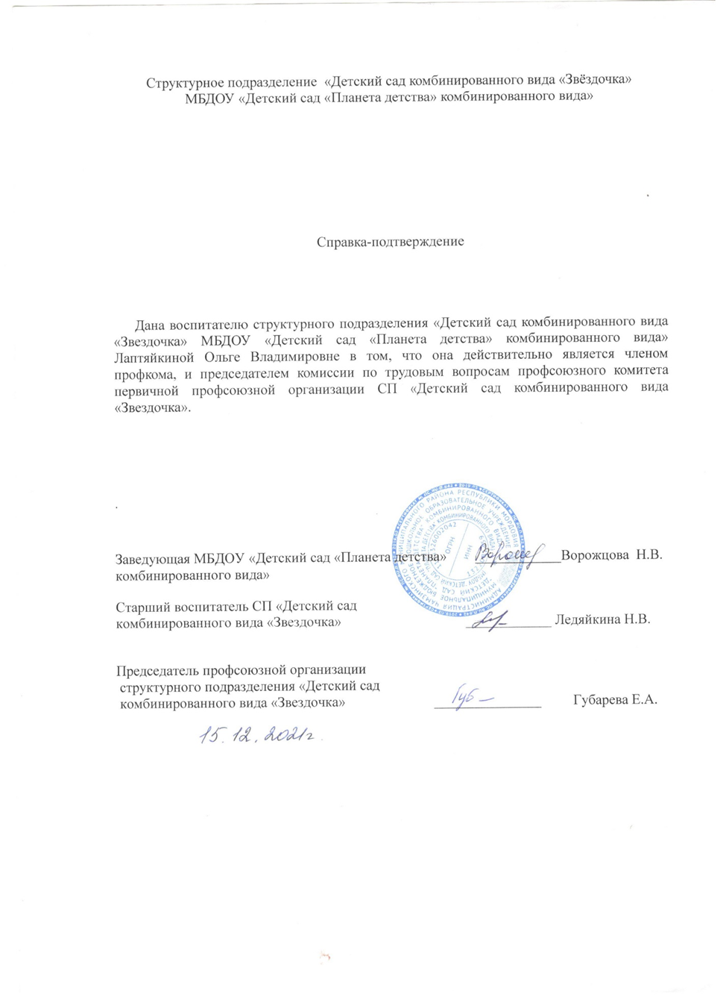 Структурное подразделение «Детский сад комбинированного вида «Звёздочка»
МБДОУ «Детский сад «Планета детства» комбинированного вида»
Справка-подтверждение
Дана воспитателю структурного подразделения «Детский сад комбинированного вида
«Звездочка» МБДОУ «Детский сад «Планета детства» комбинированного вида»
Лаптяйкиной Ольге Владимировне в том, что она действительно является членом
профкома, и председателем комиссии по трудовым вопросам профсоюзного комитета
первичной профсоюзной организации СП «Детский сад комбинированного вида
«Звездочка».
Заведующая МБДОУ «Детский сад «Планета детства» Ворожцова Н.В.
комбинированного вида»
Старший воспитатель СП «Детский сад
комбинированного вида «Звездочка» Ледяйкина Н.В.
Председатель профсоюзной организации
структурного подразделения «Детский сад
комбинированного вида «Звездочка» Губарева Е.А.
15.12.2021г.
ОГРН
ИНН